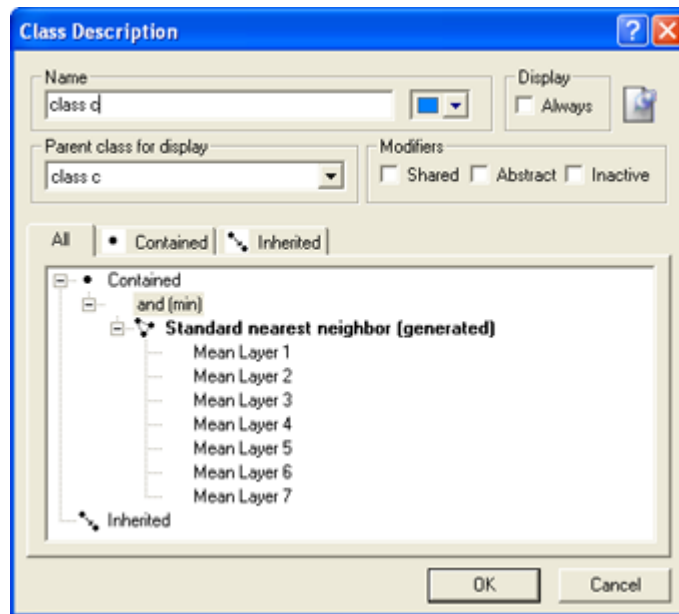 Class Description
Name
Display
class c
Always
Parent class for display
Modifiers
class c
Shared Abstract Inactive
All Contained Inherited
Contained
and (min)
Standard nearest neighbor (generated)
Mean Layer 1
Mean Layer 2
Mean Layer 3
Mean Layer 4
Mean Layer 5
Mean Layer 6
Mean Layer 7
Inherited
OK Cancel